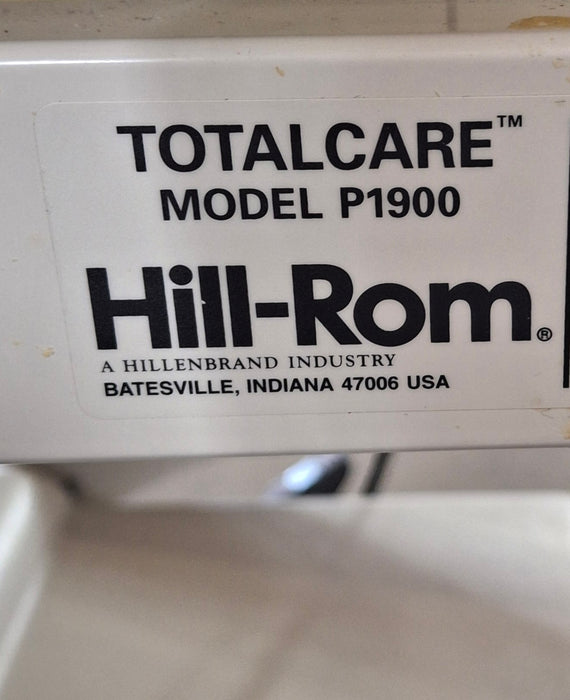 TOTALCARE™
MODEL P1900
Hill-Rom®
A HILLENBRAND INDUSTRY
BATESVILLE, INDIANA 47006 USA